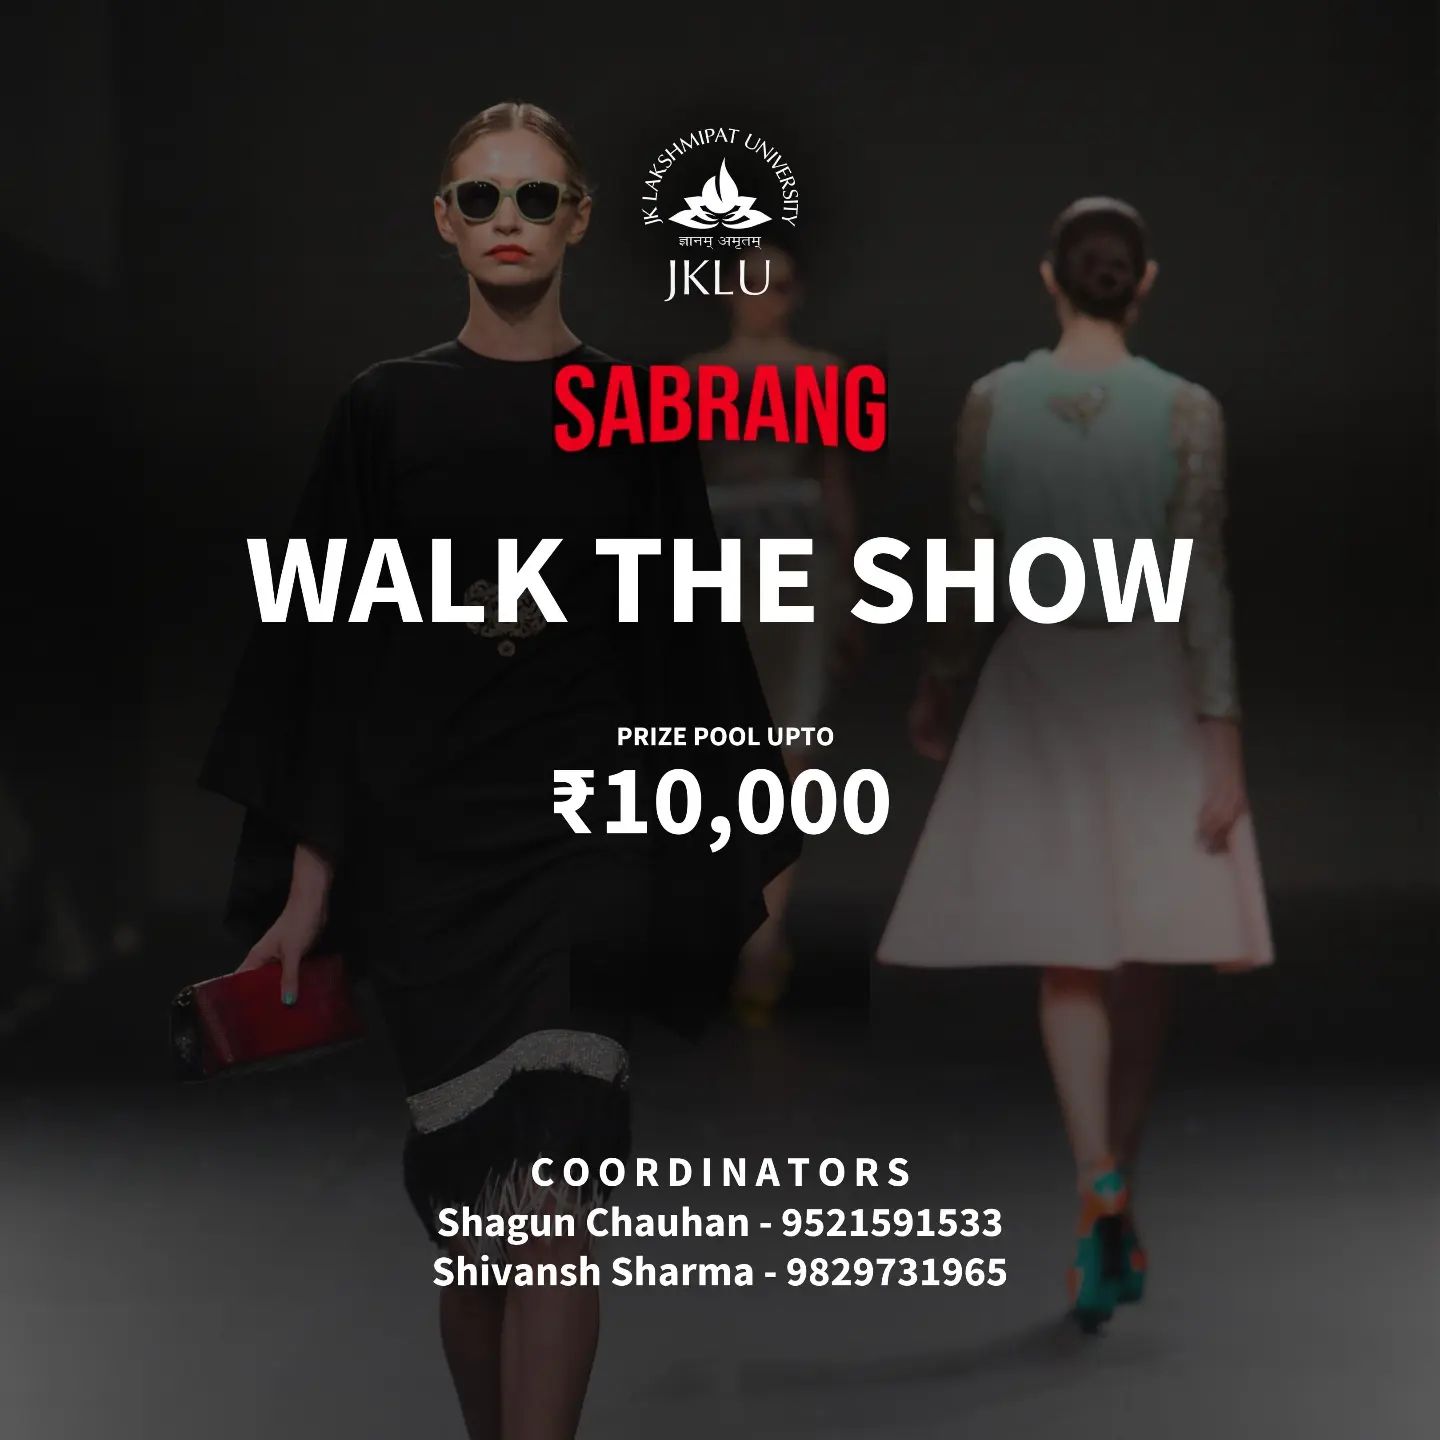 JK LAKSHMIPAT UNIVERSITY
ज्ञानम् अमृतम्
JKLU
SABRANG
WALK THE SHOW
PRIZE POOL UPTO
₹10,000
COORDINATORS
Shagun Chauhan - 9521591533
Shivansh Sharma - 9829731965